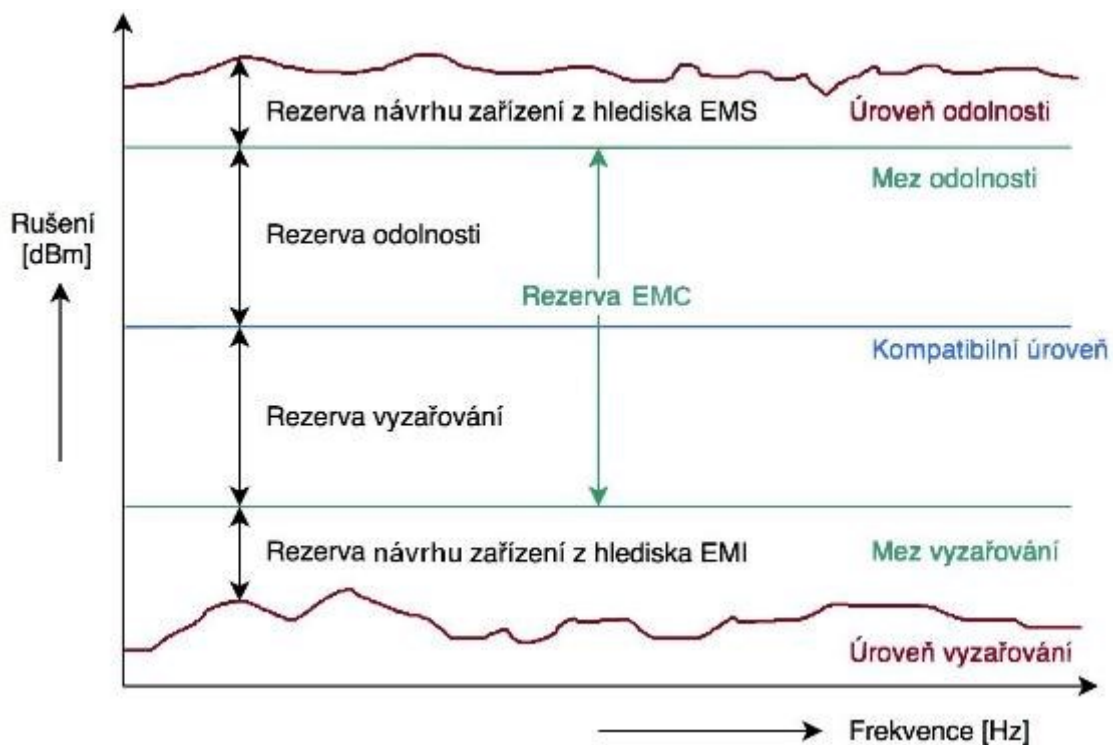 Rezerva návrhu zařízení z hlediska EMS
Úroveň odolnosti
Mez odolnosti
Rušení
[dBm]
Rezerva odolnosti
Rezerva EMC
Kompatibilní úroveň
Rezerva vyzařování
Rezerva návrhu zařízení z hlediska EMI
Mez vyzařování
Úroveň vyzařování
Frekvence [Hz]